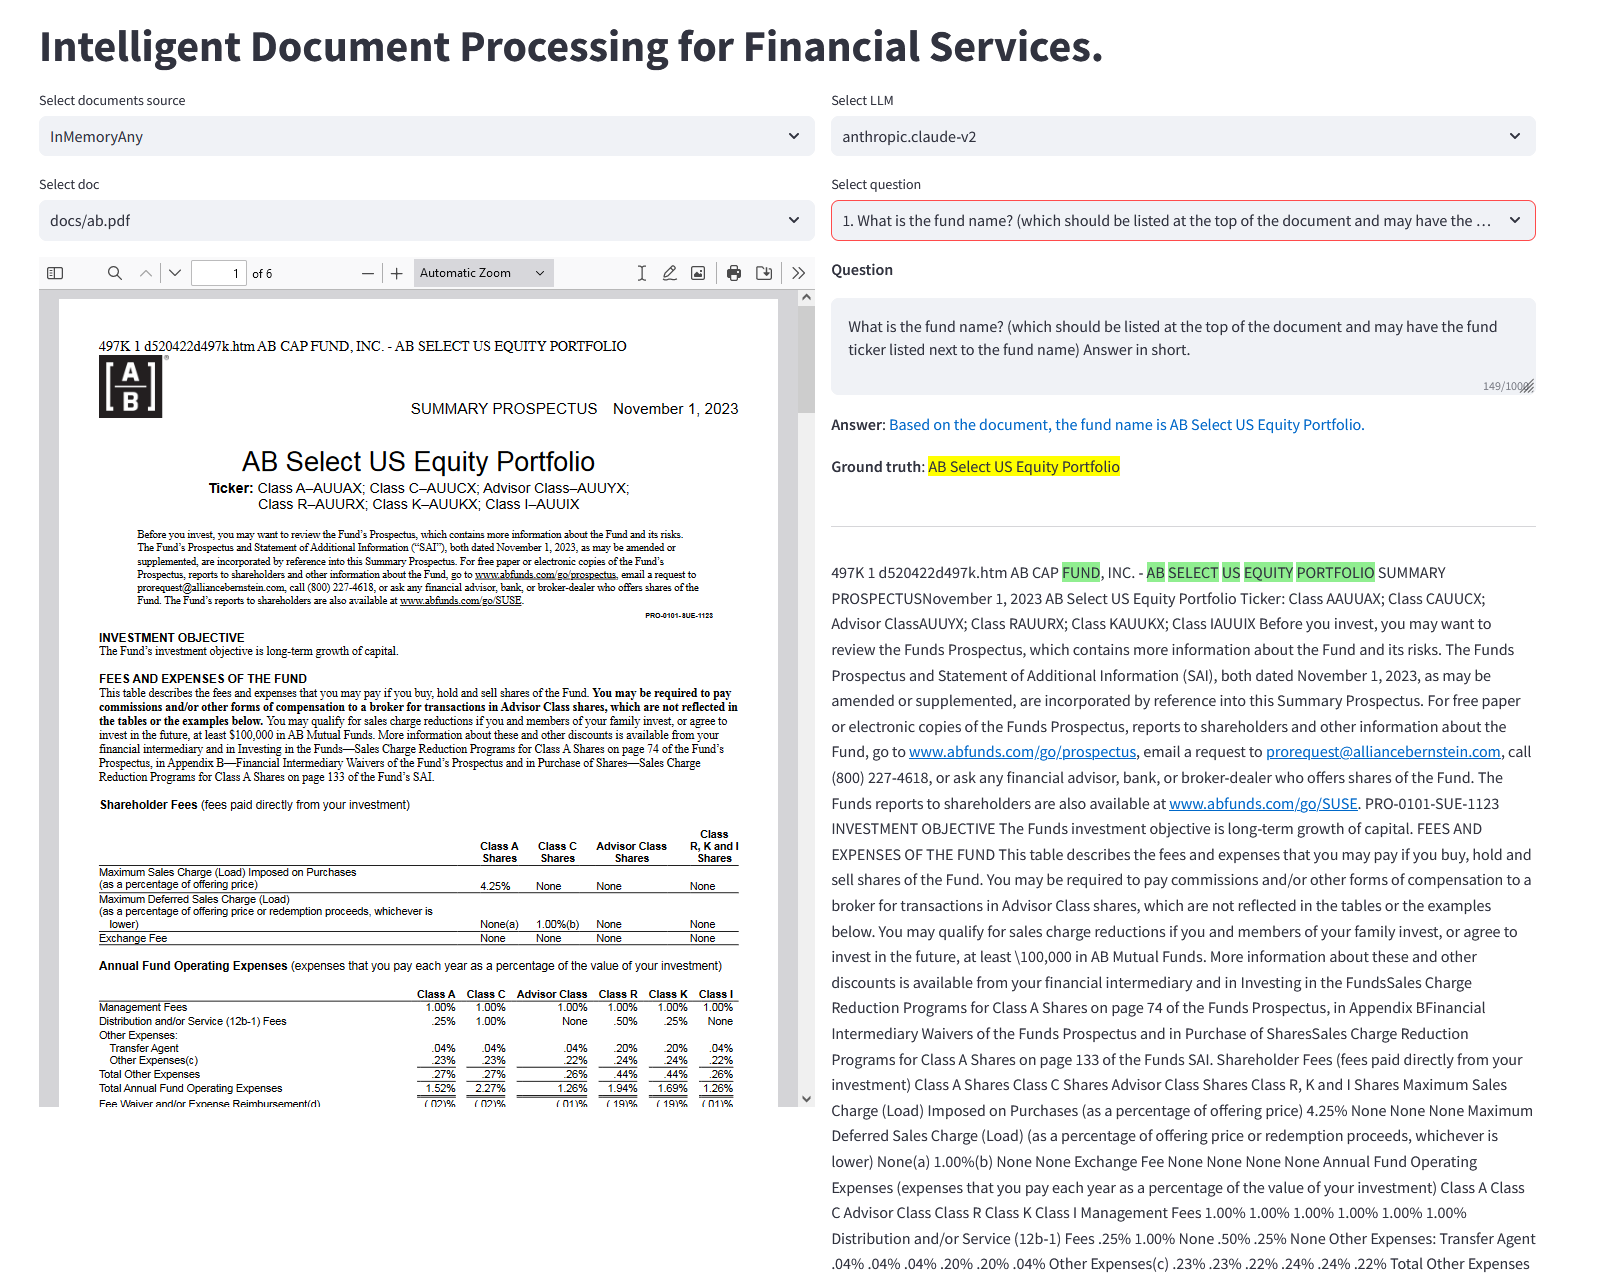 Intelligent Document Processing for Financial Services.
Select documents source
InMemoryAny
Select doc
docs/ab.pdf
1 of 6
Automatic Zoom
497K 1 d520422d497k.htm AB CAP FUND, INC. - AB SELECT US EQUITY PORTFOLIO
[A
B] ®
SUMMARY PROSPECTUS November 1, 2023
AB Select US Equity Portfolio
Ticker: Class A–AUUAX; Class C–AUUCX; Advisor Class–AUUYX;
Class R–AUURX; Class K–AUUKX; Class I–AUUIX
Before you invest, you may want to review the Fund's Prospectus, which contains more information about the Fund and its risks.
The Fund's Prospectus and Statement of Additional Information ("SAI"), both dated November 1, 2023, as may be amended or
supplemented, are incorporated by reference into this Summary Prospectus. For free paper or electronic copies of the Fund's
Prospectus, reports to shareholders and other information about the Fund, go to www.abfunds.com/go/prospectus, email a request to
prorequest@alliancebernstein.com, call (800) 227-4618, or ask any financial advisor, bank, or broker-dealer who offers shares of the
Fund. The Fund's reports to shareholders are also available at www.abfunds.com/go/SUSE.
PRO-0101-SUE-1123
INVESTMENT OBJECTIVE
The Fund's investment objective is long-term growth of capital.
FEES AND EXPENSES OF THE FUND
This table describes the fees and expenses that you may pay if you buy, hold and sell shares of the Fund. You may be required to pay
commissions and/or other forms of compensation to a broker for transactions in Advisor Class shares, which are not reflected in
the tables or the examples below. You may qualify for sales charge reductions if you and members of your family invest, or agree to
invest in the future, at least $100,000 in AB Mutual Funds. More information about these and other discounts is available from your
financial intermediary and in Investing in the Funds—Sales Charge Reduction Programs for Class A Shares on page 74 of the Fund's
Prospectus, in Appendix B—Financial Intermediary Waivers of the Fund's Prospectus and in Purchase of Shares—Sales Charge
Reduction Programs for Class A Shares on page 133 of the Fund's SAI.
Shareholder Fees (fees paid directly from your investment)
Class A Shares Class C Shares Advisor Class Shares Class R, K and I Shares
Maximum Sales Charge (Load) Imposed on Purchases
(as a percentage of offering price) 4.25% None None None
Maximum Deferred Sales Charge (Load)
(as a percentage of offering price or redemption proceeds, whichever is
lower) None(a) 1.00%(b) None None
Exchange Fee None None None None
Annual Fund Operating Expenses (expenses that you pay each year as a percentage of the value of your investment)
Class A Class C Advisor Class Class R Class K Class I
Management Fees 1.00% 1.00% 1.00% 1.00% 1.00% 1.00%
Distribution and/or Service (12b-1) Fees .25% 1.00% None .50% .25% None
Other Expenses:
Transfer Agent .04% .04% .04% .20% .20% .04%
Other Expenses(c) .23% .23% .22% .24% .24% .22%
Total Other Expenses .27% .27% .26% .44% .44% .26%
Total Annual Fund Operating Expenses 1.52% 2.27% 1.26% 1.94% 1.69% 1.26%
Fee Waiver and/or Expense Reimbursement(d) (.02)% (.02)% (.01)% (.19)% (.19)% (.01)%
Select LLM
anthropic.claude-v2
Select question
1. What is the fund name? (which should be listed at the top of the document and may have the ...
Question
What is the fund name? (which should be listed at the top of the document and may have the fund
ticker listed next to the fund name) Answer in short.
149/1000
Answer: Based on the document, the fund name is AB Select US Equity Portfolio.
Ground truth: AB Select US Equity Portfolio
497K 1 d520422d497k.htm AB CAP FUND, INC. - AB SELECT US EQUITY PORTFOLIO SUMMARY
PROSPECTUSNovember 1, 2023 AB Select US Equity Portfolio Ticker: Class AAUUAX; Class CAUUCX;
Advisor ClassAUUYX; Class RAUURX; Class KAUUKX; Class IAUUIX Before you invest, you may want to
review the Funds Prospectus, which contains more information about the Fund and its risks. The Funds
Prospectus and Statement of Additional Information (SAI), both dated November 1, 2023, as may be
amended or supplemented, are incorporated by reference into this Summary Prospectus. For free paper
or electronic copies of the Funds Prospectus, reports to shareholders and other information about the
Fund, go to www.abfunds.com/go/prospectus, email a request to prorequest@alliancebernstein.com, call
(800) 227-4618, or ask any financial advisor, bank, or broker-dealer who offers shares of the Fund. The
Funds reports to shareholders are also available at www.abfunds.com/go/SUSE. PRO-0101-SUE-1123
INVESTMENT OBJECTIVE The Funds investment objective is long-term growth of capital. FEES AND
EXPENSES OF THE FUND This table describes the fees and expenses that you may pay if you buy, hold and
sell shares of the Fund. You may be required to pay commissions and/or other forms of compensation to a
broker for transactions in Advisor Class shares, which are not reflected in the tables or the examples
below. You may qualify for sales charge reductions if you and members of your family invest, or agree to
invest in the future, at least \100,000 in AB Mutual Funds. More information about these and other
discounts is available from your financial intermediary and in Investing in the FundsSales Charge
Reduction Programs for Class A Shares on page 74 of the Funds Prospectus, in Appendix BFinancial
Intermediary Waivers of the Funds Prospectus and in Purchase of SharesSales Charge Reduction
Programs for Class A Shares on page 133 of the Funds SAI. Shareholder Fees (fees paid directly from your
investment) Class A Shares Class C Shares Advisor Class Shares Class R, K and I Shares Maximum Sales
Charge (Load) Imposed on Purchases (as a percentage of offering price) 4.25% None None None Maximum
Deferred Sales Charge (Load) (as a percentage of offering price or redemption proceeds, whichever is
lower) None(a) 1.00%(b) None None Exchange Fee None None None None Annual Fund Operating
Expenses (expenses that you pay each year as a percentage of the value of your investment) Class A Class
C Advisor Class Class R Class K Class I Management Fees 1.00% 1.00% 1.00% 1.00% 1.00% 1.00%
Distribution and/or Service (12b-1) Fees .25% 1.00% None .50% .25% None Other Expenses: Transfer Agent
.04% .04% .04% .20% .20% .04% Other Expenses(c) .23% .23% .22% .24% .24% .22% Total Other Expenses